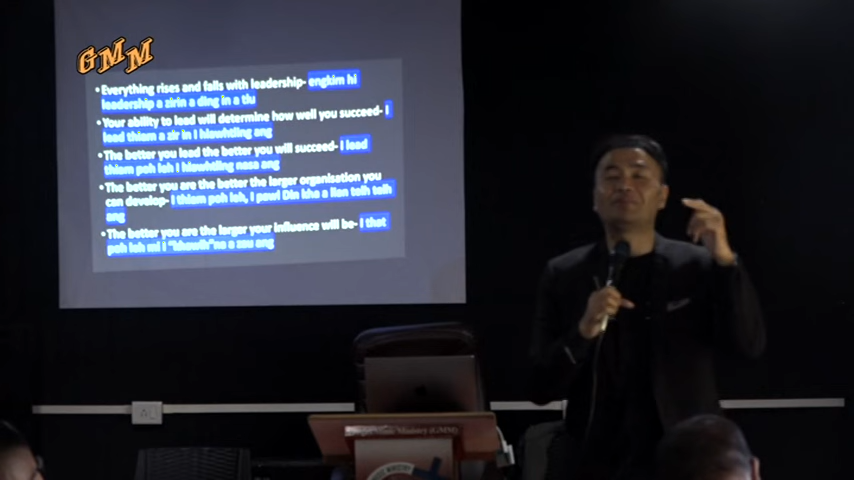 GMM
• Everything rises and falls with leadership- engkim hi
leadership a zirin a ding in a tlu
• Your ability to lead will determine how well you succeed- I
lead thiam a zir in I hlawhtling ang
• The better you lead the better you will succeed- I lead
thiam poh leh I hlawhtling nasa ang
• The better you are the better the larger organisation you
can develop- I thiam poh leh, I pawl Din kha a lian telh telh
ang
• The better you are the larger your influence will be- I that
poh leh mi I "khawih"na a zau ang
Ministry (GMM)
MINISTRY